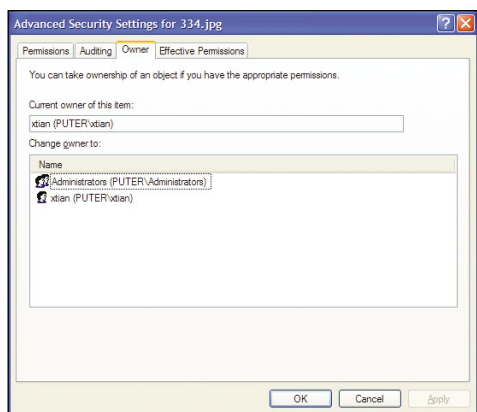 Advanced Security Settings for 334.jpg
Permissions Auditing Owner Effective Permissions
You can take ownership of an object if you have the appropriate permissions.
Current owner of this item:
xtian (PUTER\xtian)
Change owner to:
Name
Administrators (PUTER\Administrators)
xtian (PUTER\xtian)
OK Cancel Apply